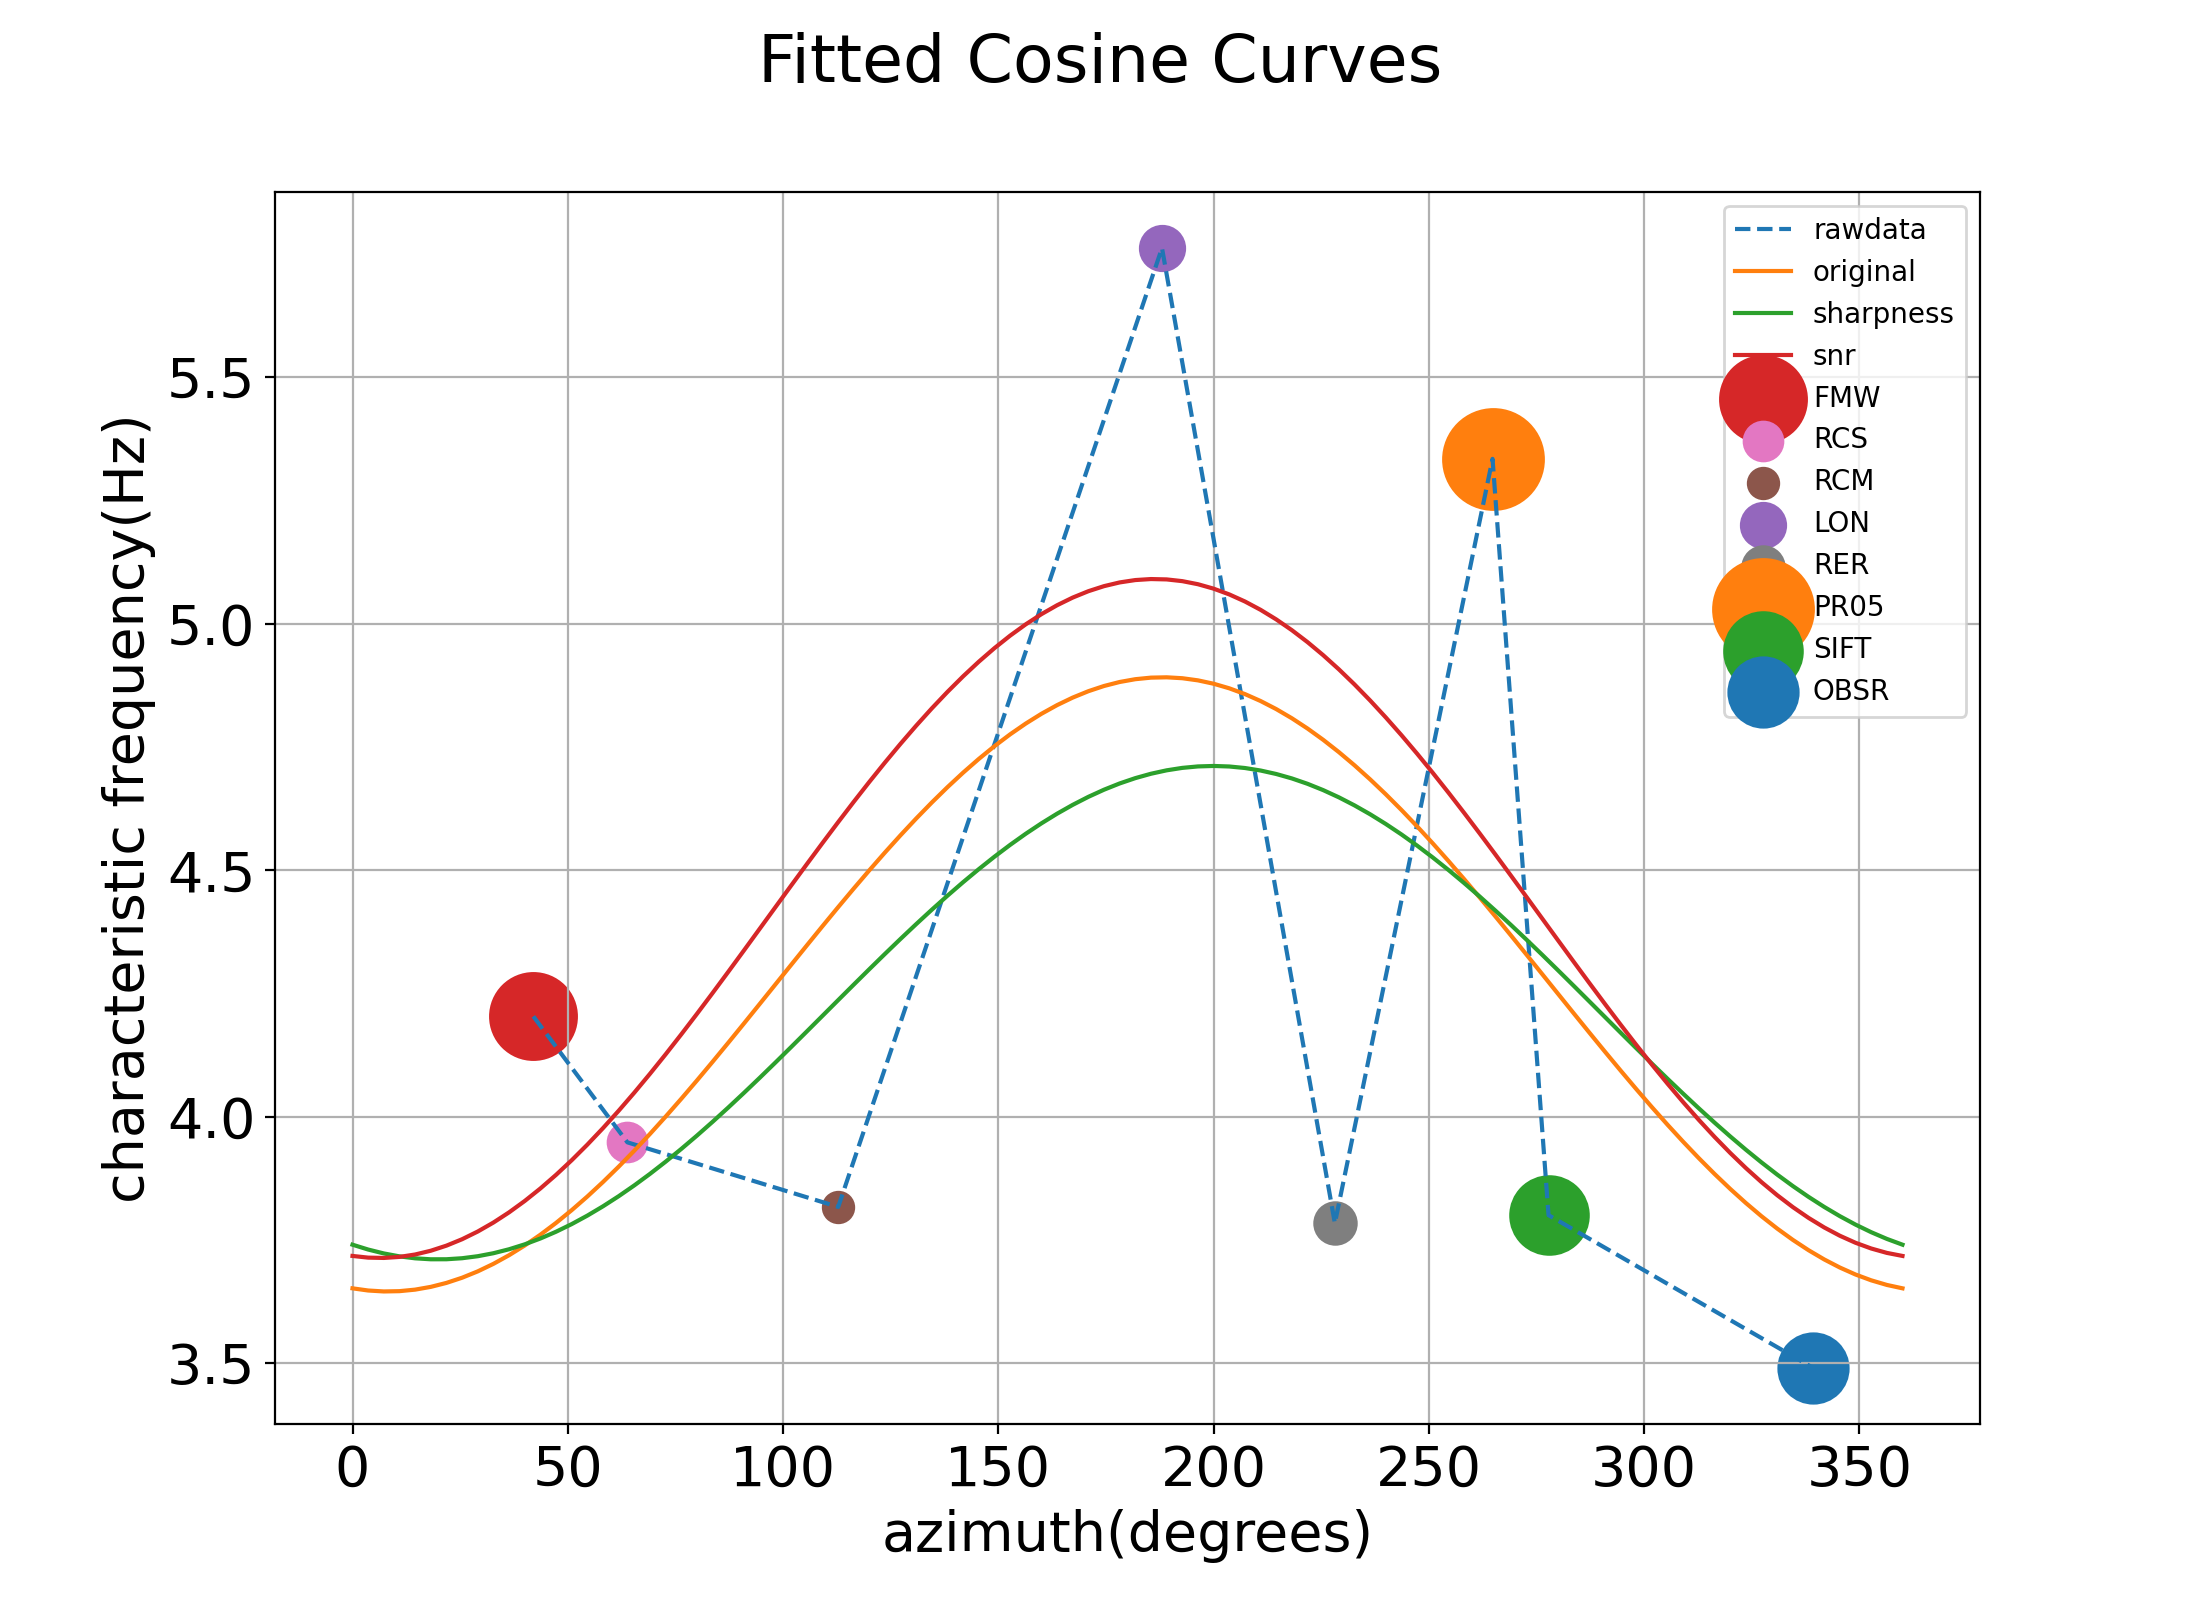 Fitted Cosine Curves
rawdata
original
sharpness
snr
FMW
RCS
RCM
LON
RER
PR05
SIFT
OBSR
characteristic frequency(Hz)
5.5
5.0
4.5
4.0
3.5
0 50 100 150 200 250 300 350
azimuth(degrees)